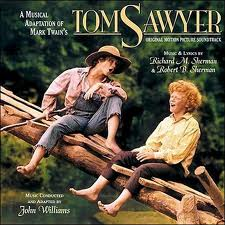 A MUSICAL
ADAPTATION OF
MARK TWAIN'S
TOM SAWYER
ORIGINAL MOTION PICTURE SOUNDTRACK
MUSIC & LYRICS BY
Richard M. Sherman
& Robert B. Sherman
MUSIC CONDUCTED
AND ADAPTED BY
John Williams